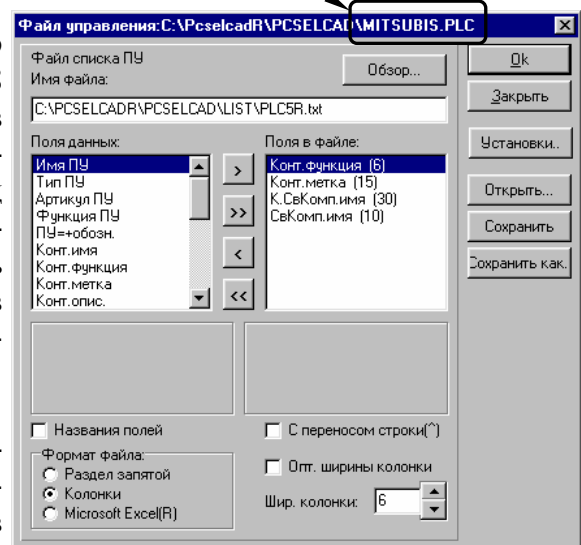 Файл управления:C:\PcselcadR\PCSELCAD\MITSUBIS.PLC
Файл списка ПУ
Имя файла:
Обзор...
C:\PCSELCADR\PCSELCAD\LIST\PLC5R.txt
Поля данных:
Имя ПУ
Тип ПУ
Артикул ПУ
Функция ПУ
ПУ=+обозн.
Конт.имя
Конт.функция
Конт.метка
Конт.опис.
>
>>
<
<<
Поля в файле:
Конт.функция (6)
Конт.метка (15)
К.СвКомп.имя (30)
СвКомп.имя (10)
Названия полей
С переносом строки(^)
Формат файла:
Раздел запятой
Колонки
Microsoft Excel(R)
Опт. ширины колонки
Шир. колонки: 6
Ok
Закрыть
Установки..
Открыть...
Сохранить
Сохранить как.